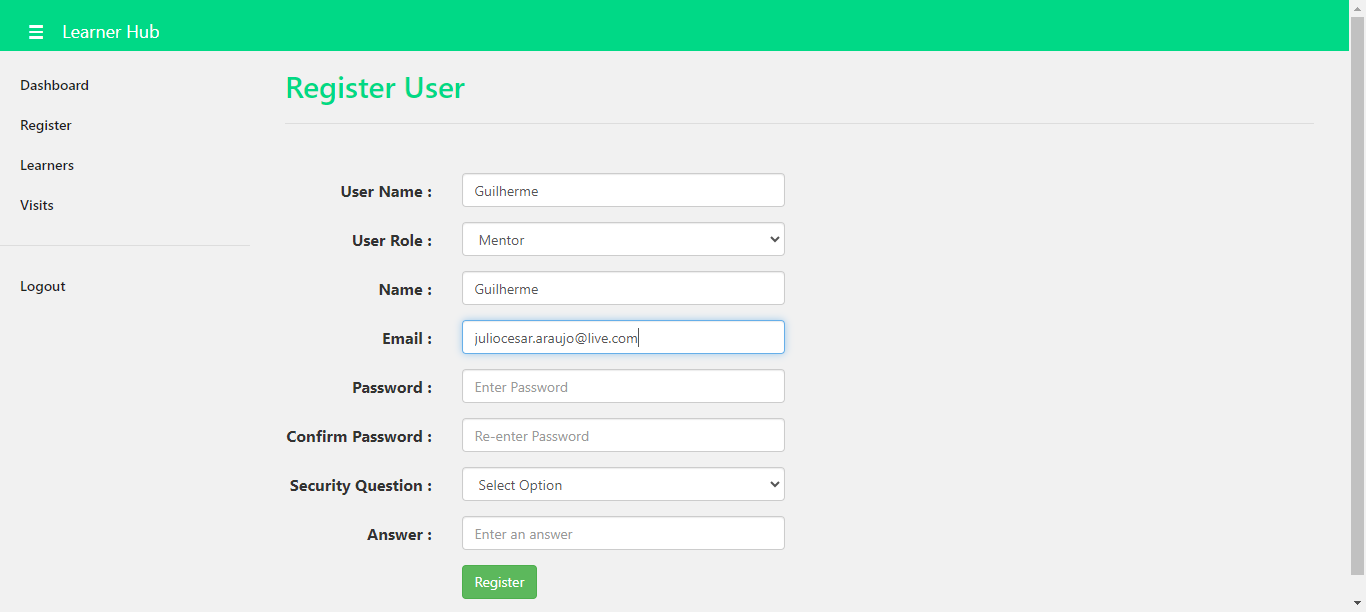 ☰ Learner Hub
Dashboard
Register
Learners
Visits
Logout
Register User
User Name : Guilherme
User Role : Mentor
Name : Guilherme
Email : juliocesar.araujo@live.com
Password : Enter Password
Confirm Password : Re-enter Password
Security Question : Select Option
Answer : Enter an answer
Register